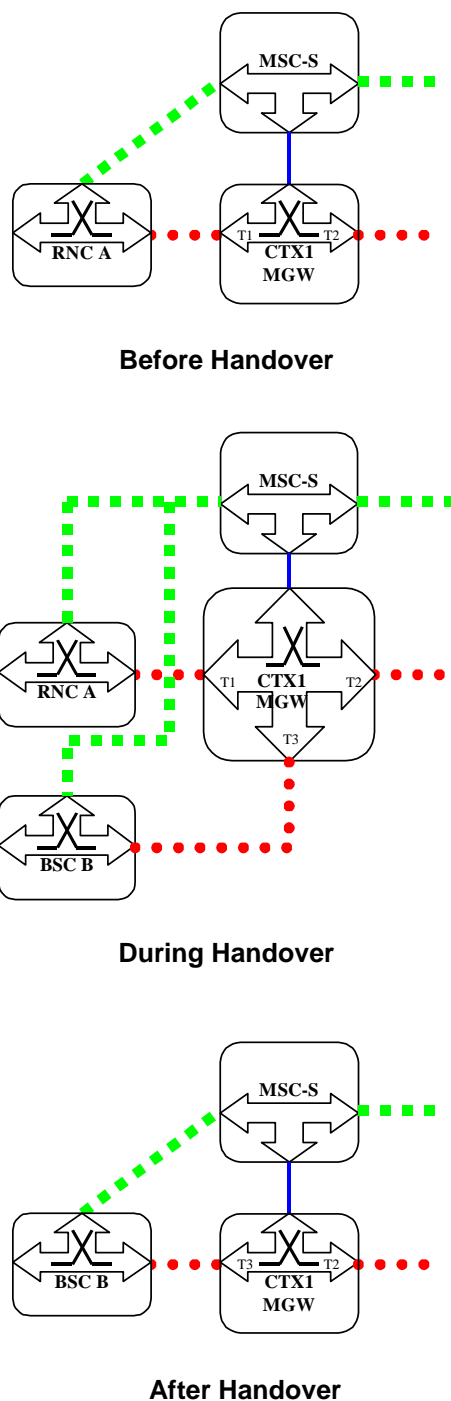 MSC-S
RNC A
T1
T2
CTX1
MGW
Before Handover
MSC-S
RNC A
T1
CTX1
T2
MGW
T3
BSC B
During Handover
MSC-S
BSC B
T3
T2
CTX1
MGW
After Handover